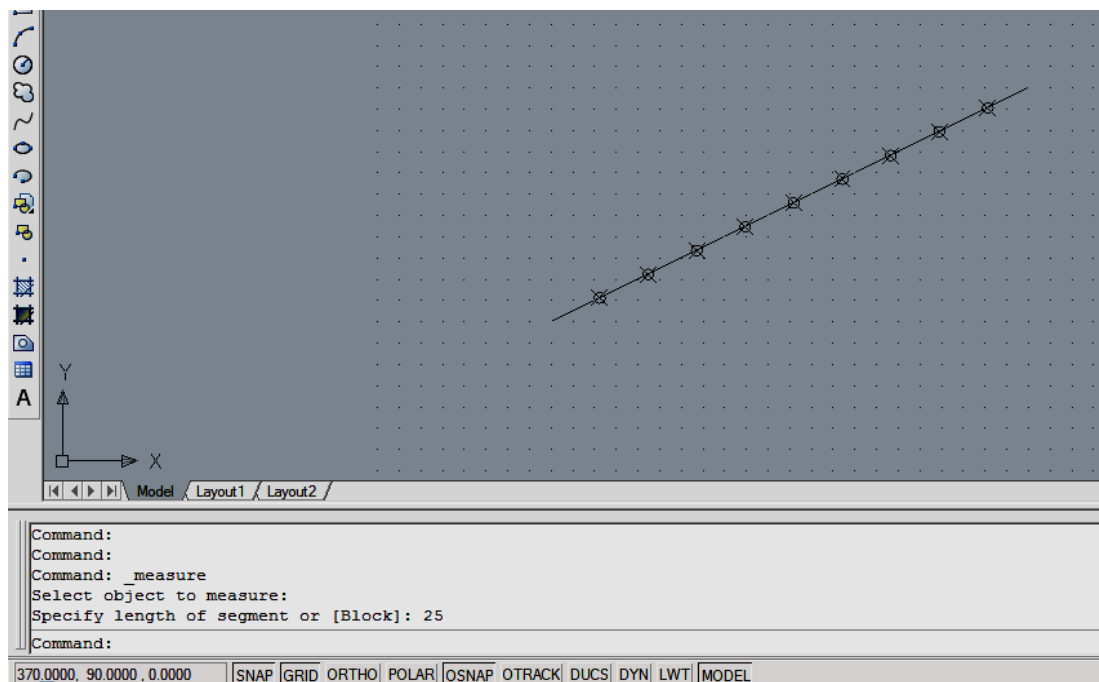 A
Y
X
Model Layout1 Layout2
Command:
Command:
Command: _measure
Select object to measure:
Specify length of segment or [Block]: 25
Command:
370.0000, 90.0000 , 0.0000 SNAP GRID ORTHO POLAR OSNAP OTRACK DUCS DYN LWT MODEL